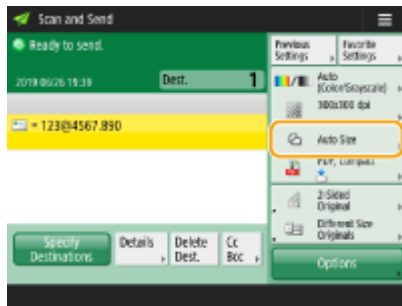 Scan and Send
Ready to send.
2019 06/26 19:39
Dest. 1
= 123@4567.890
Specify
Destinations
Details
Delete
Dest.
Cc
Bcc
Previous
Settings
Favorite
Settings
Auto
(Color/Grayscale)
300x300 dpi
Auto Size
PDF, Compact
2-Sided
Original
Different Size
Originals
Options